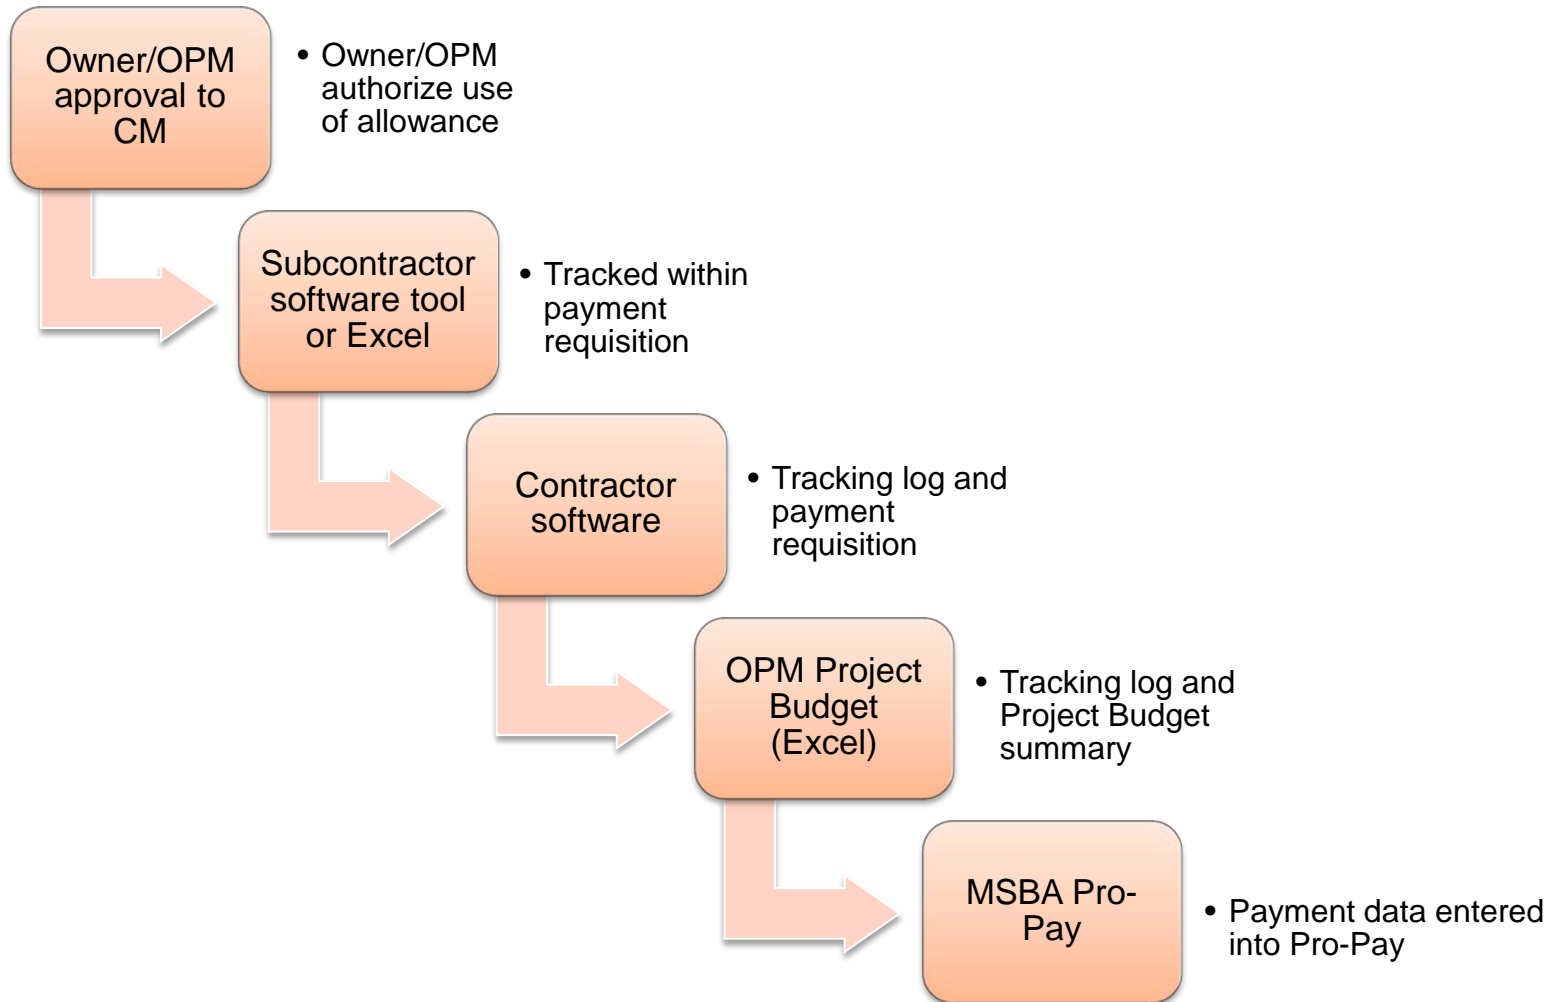 Owner/OPM
approval to
CM
• Owner/OPM
authorize use
of allowance
Subcontractor
software tool
or Excel
• Tracked within
payment
requisition
Contractor
software
• Tracking log and
payment
requisition
OPM Project
Budget
(Excel)
• Tracking log and
Project Budget
summary
MSBA Pro-
Pay
• Payment data entered
into Pro-Pay